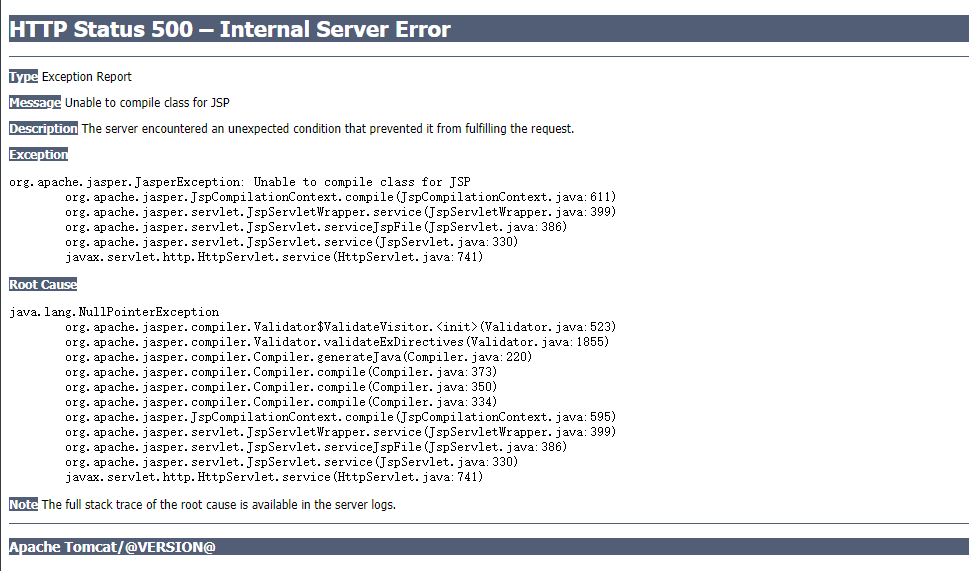 HTTP Status 500 – Internal Server Error
Type Exception Report
Message Unable to compile class for JSP
Description The server encountered an unexpected condition that prevented it from fulfilling the request.
Exception
org.apache.jasper.JasperException: Unable to compile class for JSP
org.apache.jasper.JspCompilationContext.compile(JspCompilationContext.java:611)
org.apache.jasper.servlet.JspServletWrapper.service(JspServletWrapper.java:399)
org.apache.jasper.servlet.JspServlet.serviceJspFile(JspServlet.java:386)
org.apache.jasper.servlet.JspServlet.service(JspServlet.java:330)
javax.servlet.http.HttpServlet.service(HttpServlet.java:741)
Root Cause
java.lang.NullPointerException
org.apache.jasper.compiler.Validator$ValidateVisitor.<init>(Validator.java:523)
org.apache.jasper.compiler.Validator.validateExDirectives(Validator.java:1855)
org.apache.jasper.compiler.Compiler.generateJava(Compiler.java:220)
org.apache.jasper.compiler.Compiler.compile(Compiler.java:373)
org.apache.jasper.compiler.Compiler.compile(Compiler.java:350)
org.apache.jasper.compiler.Compiler.compile(Compiler.java:334)
org.apache.jasper.JspCompilationContext.compile(JspCompilationContext.java:595)
org.apache.jasper.servlet.JspServletWrapper.service(JspServletWrapper.java:399)
org.apache.jasper.servlet.JspServlet.serviceJspFile(JspServlet.java:386)
org.apache.jasper.servlet.JspServlet.service(JspServlet.java:330)
javax.servlet.http.HttpServlet.service(HttpServlet.java:741)
Note The full stack trace of the root cause is available in the server logs.
Apache Tomcat/@VERSION@